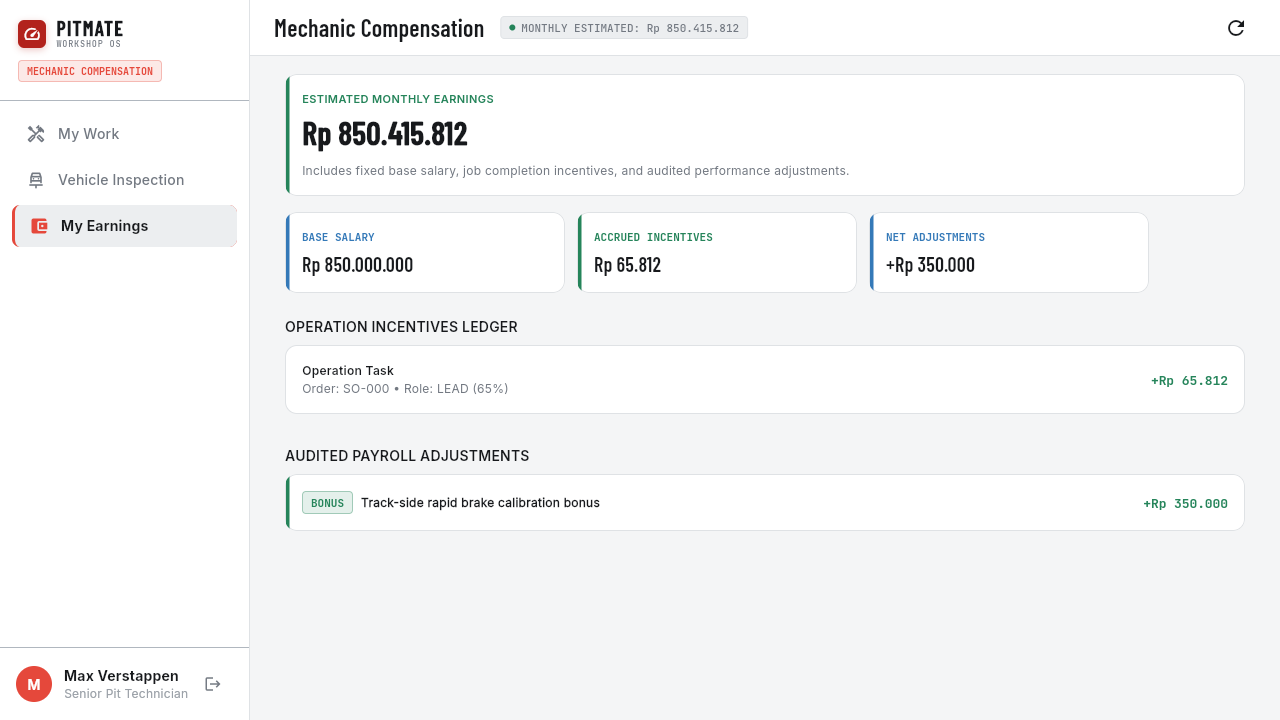 PITMATE
WORKSHOP OS
MECHANIC COMPENSATION
My Work
Vehicle Inspection
My Earnings
Max Verstappen
Senior Pit Technician
M
Mechanic Compensation
MONTHLY ESTIMATED: Rp 850.415.812
ESTIMATED MONTHLY EARNINGS
Rp 850.415.812
Includes fixed base salary, job completion incentives, and audited performance adjustments.
BASE SALARY
Rp 850.000.000
ACCRUED INCENTIVES
Rp 65.812
NET ADJUSTMENTS
+Rp 350.000
OPERATION INCENTIVES LEDGER
Operation Task
Order: SO-000 • Role: LEAD (65%)
+Rp 65.812
AUDITED PAYROLL ADJUSTMENTS
BONUS Track-side rapid brake calibration bonus
+Rp 350.000